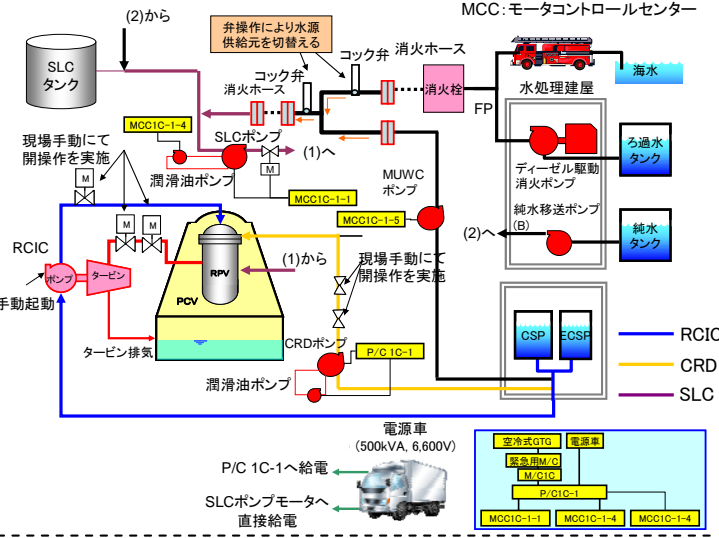 MCC:モータコントロールセンター
(2)から
弁操作により水源
供給元を切替える
SLC
タンク
コック弁
消火ホース
コック弁
消火ホース
消火栓
FP
海水
水処理建屋
MCC1C-1-4
SLCポンプ
(1)へ
潤滑油ポンプ
MCC1C-1-1
現場手動にて
開操作を実施
M
M
M
M
MUWC
ポンプ
MCC1C-1-5
ディーゼル駆動
消火ポンプ
ろ過水
タンク
純水移送ポンプ
(B)
(2)へ
純水
タンク
RCIC
ポンプ
タービン
手動起動
RPV
PCV
(1)から
現場手動にて
開操作を実施
タービン排気
CRDポンプ
P/C 1C-1
潤滑油ポンプ
CSP
ECSP
RCIC
CRD
SLC
電源車
(500kVA, 6,600V)
P/C 1C-1へ給電
SLCポンプモータへ
直接給電
空冷式GTG
電源車
緊急用M/C
M/C1C
P/C1C-1
MCC1C-1-1
MCC1C-1-4
MCC1C-1-4